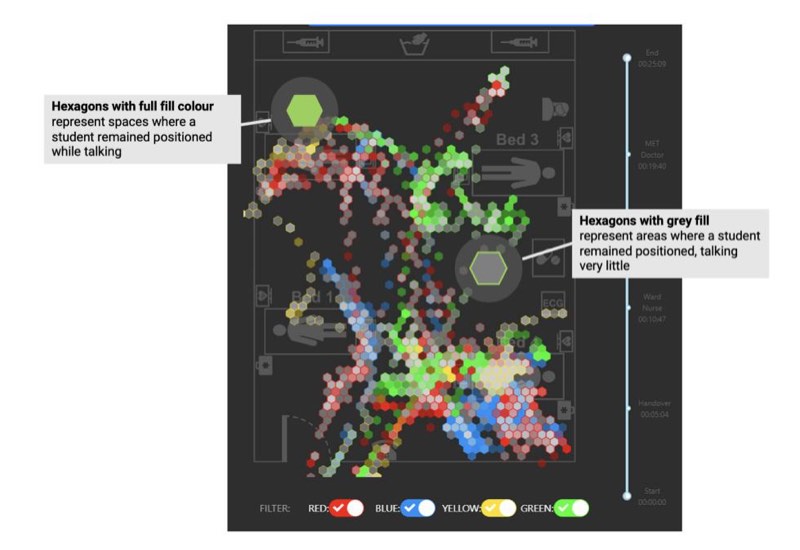 Hexagons with full fill colour
represent spaces where a
student remained positioned
while talking
End
00:25:09
Bed 3
MET
Doctor
00:19:40
Hexagons with grey fill
represent areas where a student
remained positioned, talking
very little
Bed 1
ECG
Ward
Nurse
00:10:47
Handover
00:05:04
Start
00:00:00
FILTER: RED: BLUE: YELLOW: GREEN: